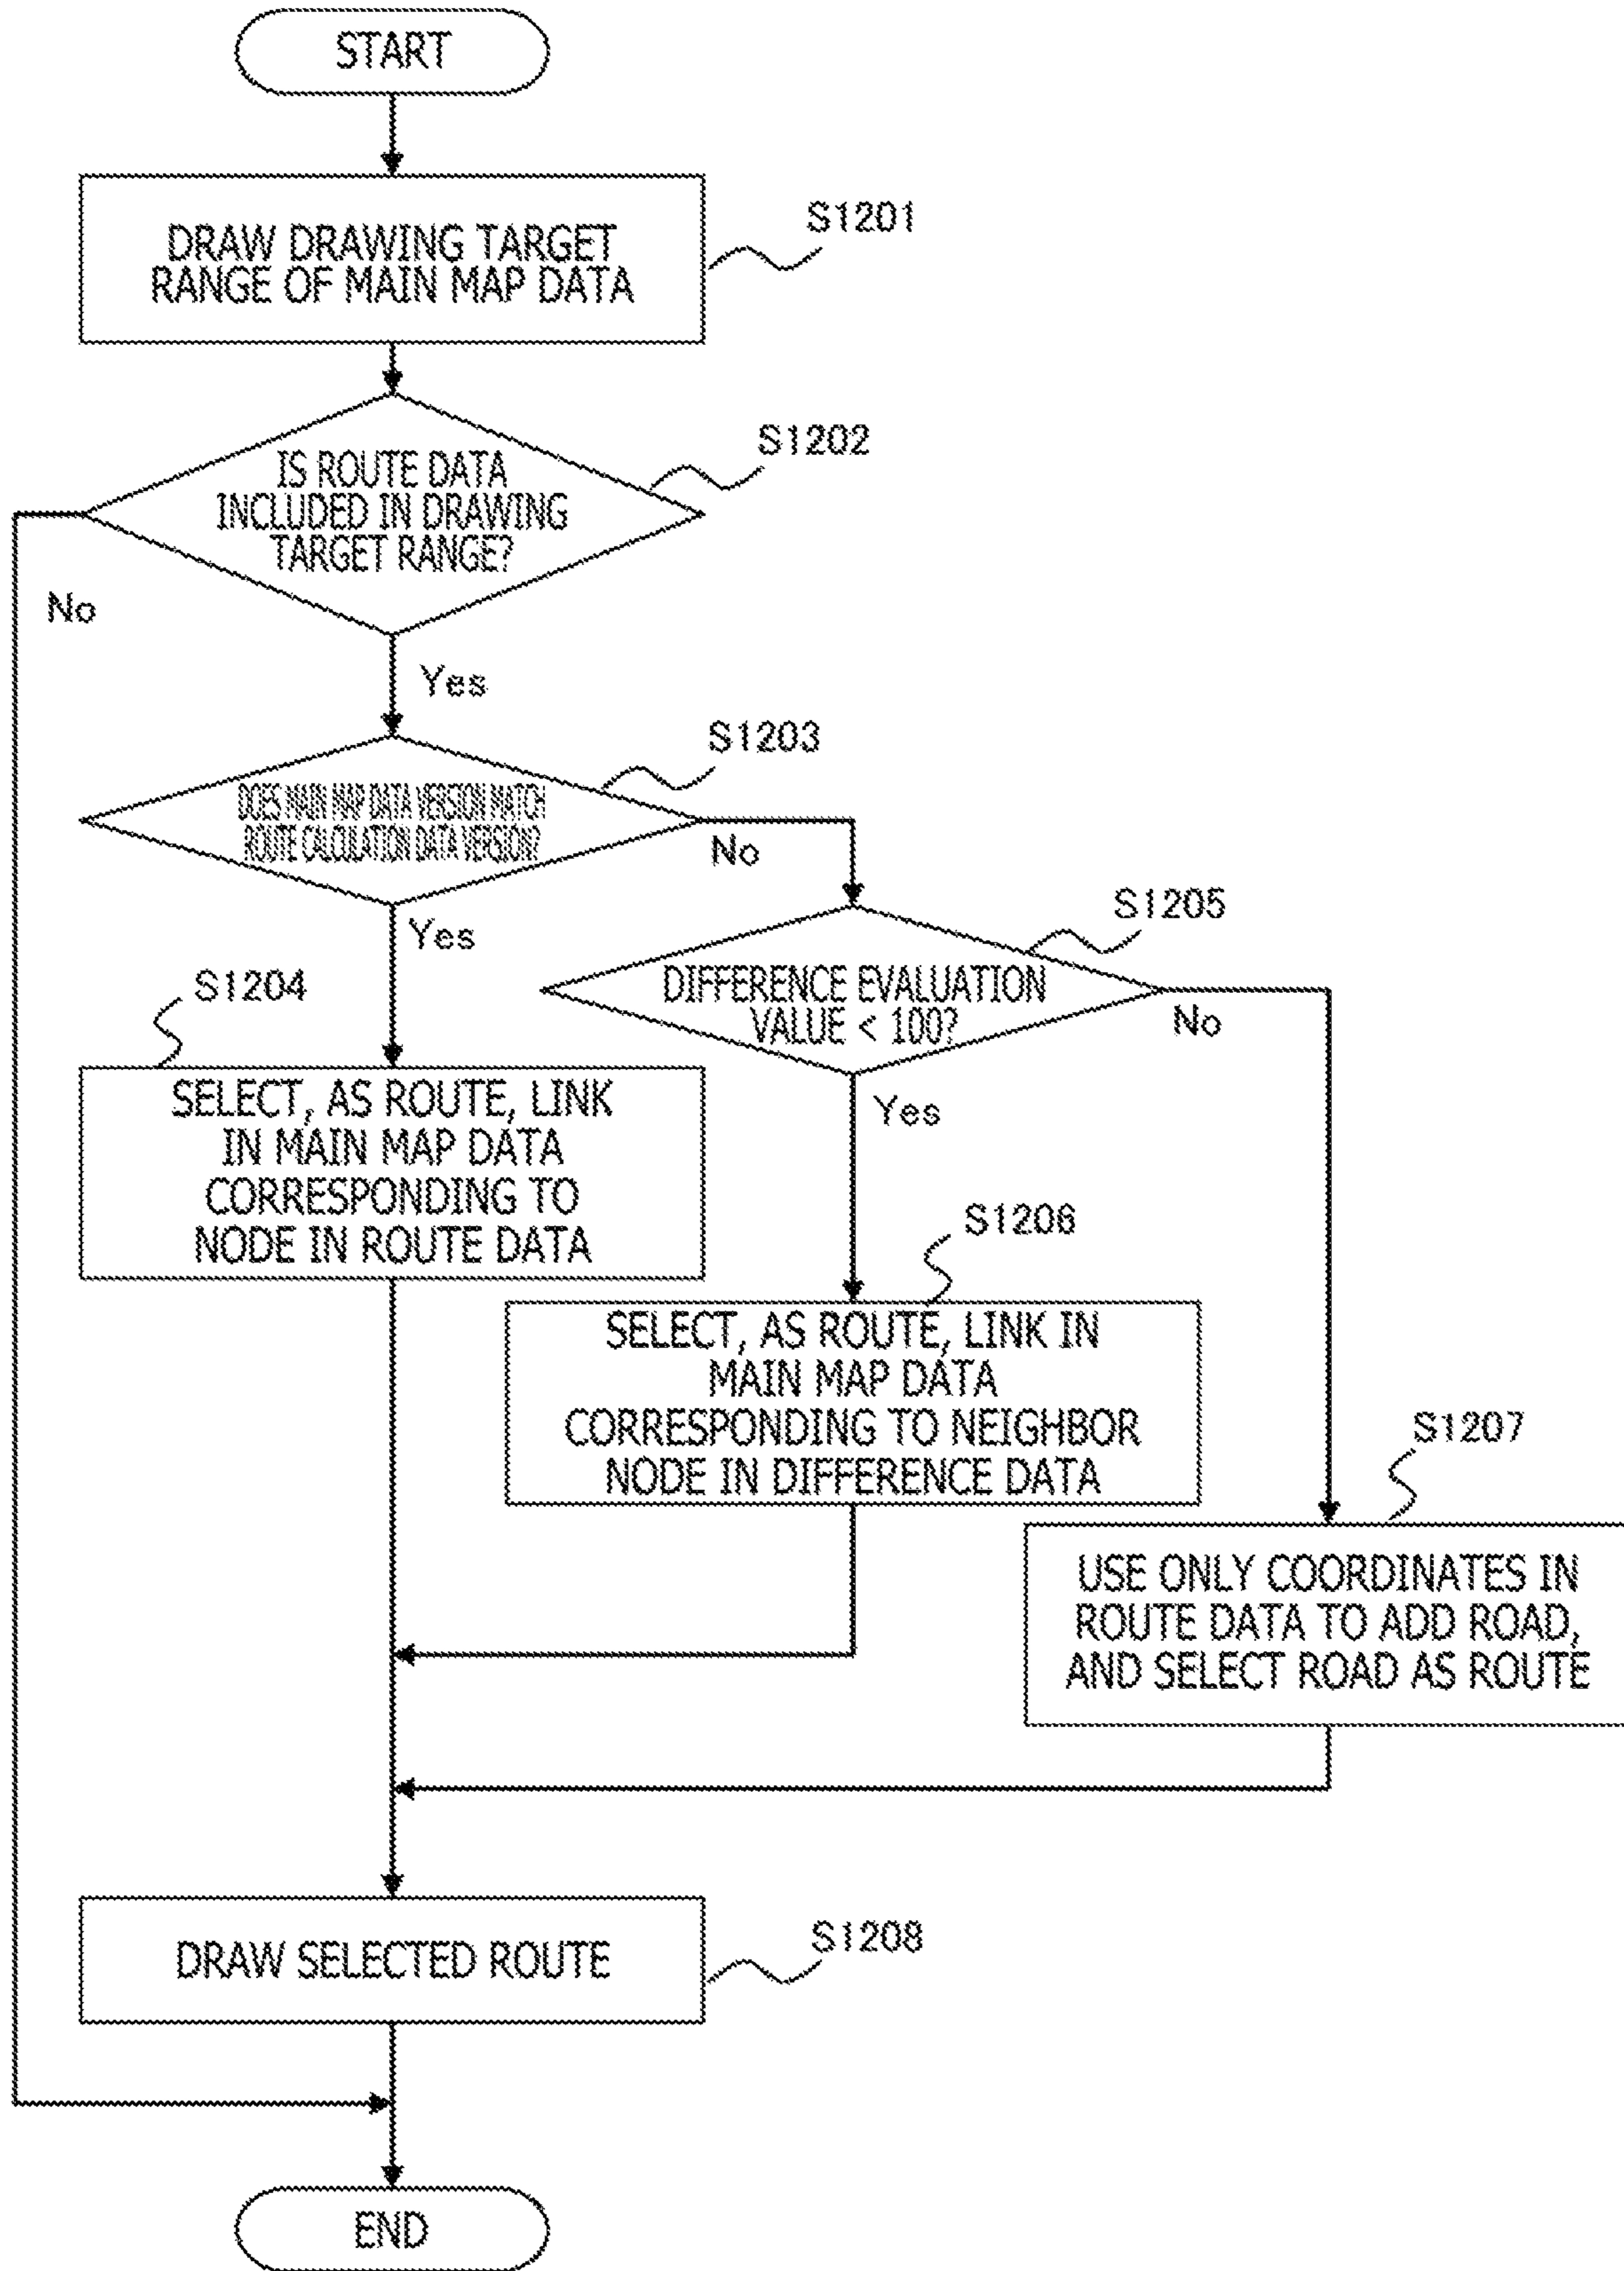 START
S1201
DRAW DRAWING TARGET
RANGE OF MAIN MAP DATA
S1202
IS ROUTE DATA
INCLUDED IN DRAWING
TARGET RANGE?
No
Yes
S1203
DOES MAIN MAP DATA VERSION MATCH
ROUTE CALCULATION DATA VERSION?
No
Yes
S1205
DIFFERENCE EVALUATION
VALUE < 100?
No
Yes
S1204
SELECT, AS ROUTE, LINK
IN MAIN MAP DATA
CORRESPONDING TO
NODE IN ROUTE DATA
S1206
SELECT, AS ROUTE, LINK IN
MAIN MAP DATA
CORRESPONDING TO NEIGHBOR
NODE IN DIFFERENCE DATA
S1207
USE ONLY COORDINATES IN
ROUTE DATA TO ADD ROAD,
AND SELECT ROAD AS ROUTE
S1208
DRAW SELECTED ROUTE
END